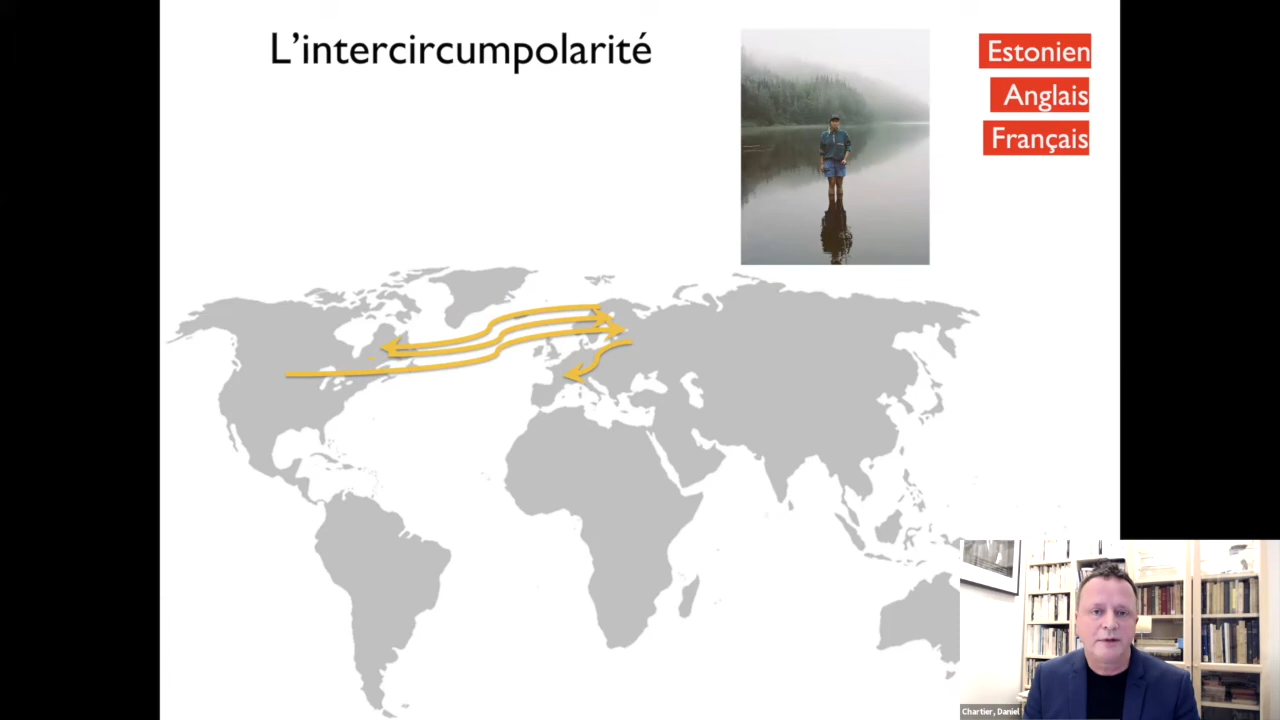 L'intercircumpolarité
Estonien
Anglais
Français
Chartier, Daniel